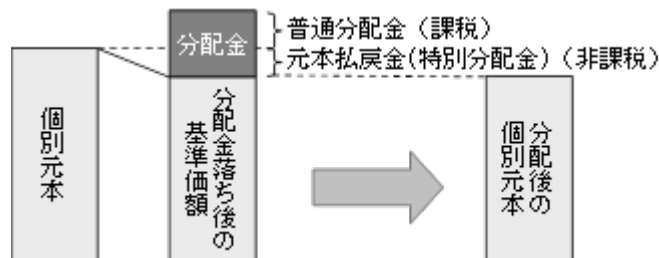 分配金
普通分配金（課税）
元本払戻金(特別分配金)（非課税）
個別元本
分配金落ち後の
基準価額
分配後の
個別元本